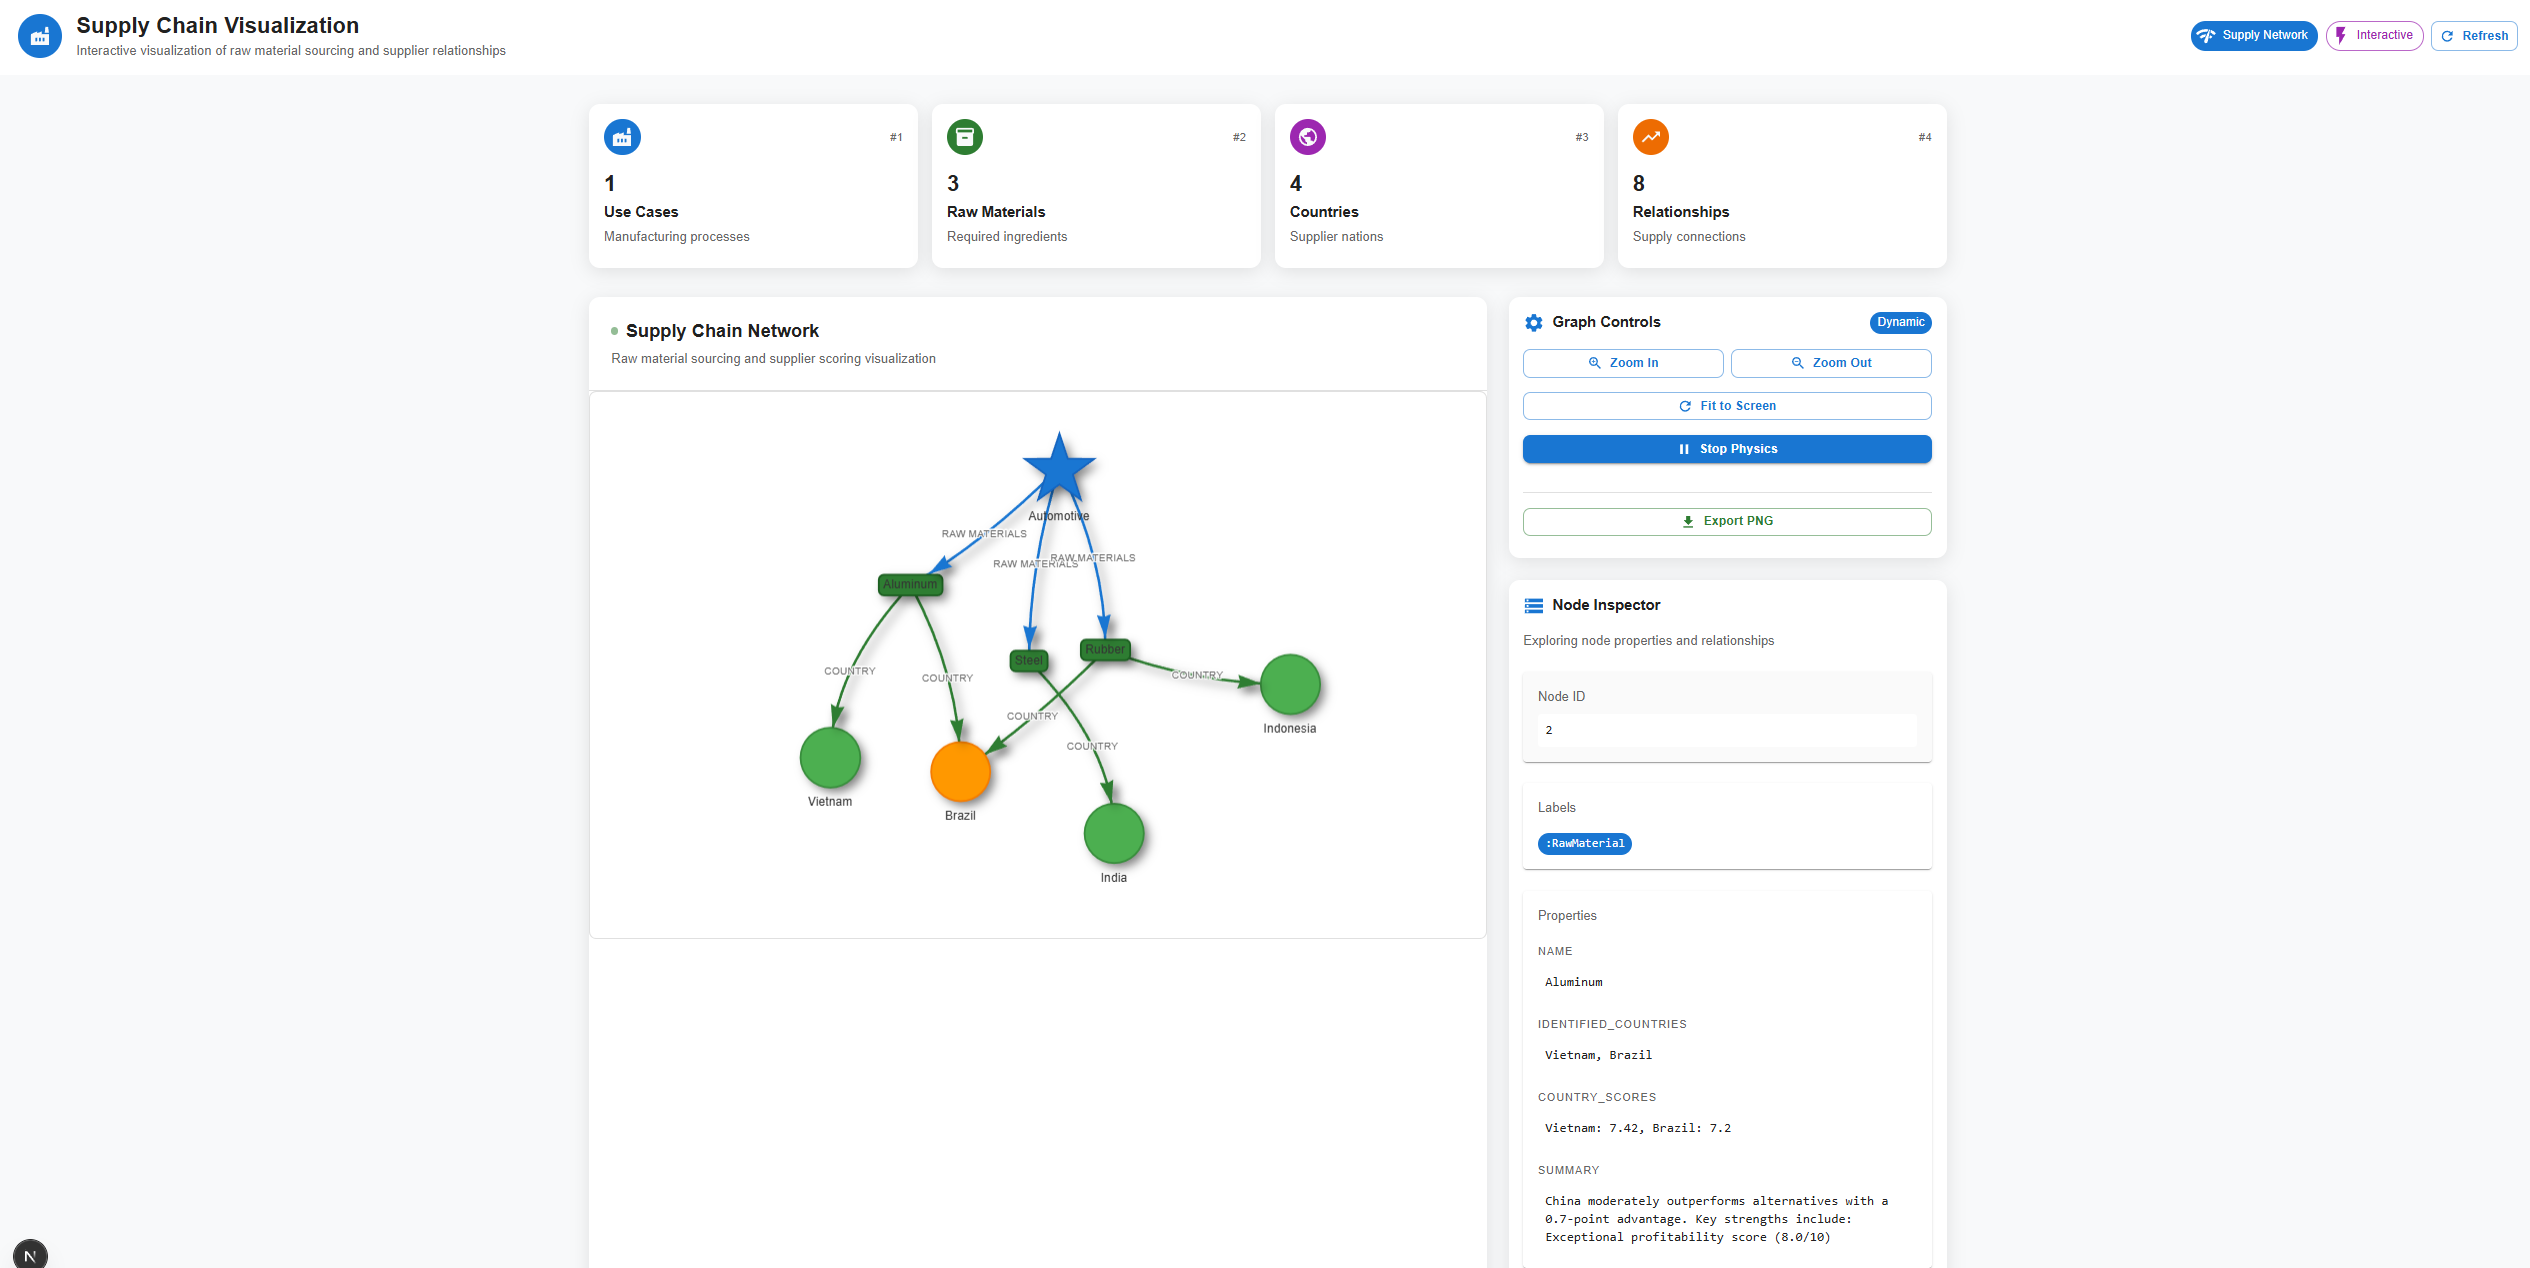 Supply Chain Visualization
Interactive visualization of raw material sourcing and supplier relationships
Supply Network
Interactive
Refresh
#1
1
Use Cases
Manufacturing processes
#2
3
Raw Materials
Required ingredients
#3
4
Countries
Supplier nations
#4
8
Relationships
Supply connections
Supply Chain Network
Raw material sourcing and supplier scoring visualization
Automotive
RAW MATERIALS
RAW MATERIALS
RAW MATERIALS
Aluminum
Steel
Rubber
COUNTRY
COUNTRY
COUNTRY
COUNTRY
COUNTRY
Indonesia
Vietnam
Brazil
India
Graph Controls
Dynamic
Zoom In
Zoom Out
Fit to Screen
Stop Physics
Export PNG
Node Inspector
Exploring node properties and relationships
Node ID
2
Labels
:RawMaterial
Properties
NAME
Aluminum
IDENTIFIED_COUNTRIES
Vietnam, Brazil
COUNTRY_SCORES
Vietnam: 7.42, Brazil: 7.2
SUMMARY
China moderately outperforms alternatives with a
0.7-point advantage. Key strengths include:
Exceptional profitability score (8.0/10)
N